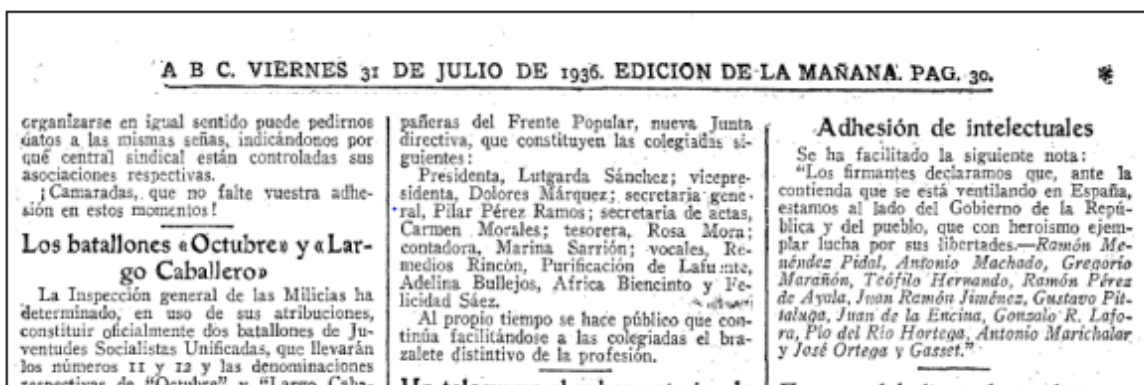 A B C. VIERNES 31 DE JULIO DE 1936. EDICION DE LA MAÑANA. PAG. 30.
organizarse en igual sentido puede pedirnos
datos a las mismas señas, indicándonos por
qué central sindical están controladas sus
asociaciones respectivas.
¡Camaradas, que no falte vuestra adhe-
sión en estos momentos!
Los batallones «Octubre» y «Lar-
go Caballero»
La Inspección general de las Milicias ha
determinado, en uso de sus atribuciones,
constituir oficialmente dos batallones de Ju-
ventudes Socialistas Unificadas, que llevarán
los números 11 y 12 y las denominaciones
respectivas de "Octubre" y "Largo Caba-
pañeras del Frente Popular, nueva Junta
directiva, que constituyen las colegiadas si-
guientes:
Presidenta, Lutgarda Sánchez; vicepre-
sidenta, Dolores Márquez; secretaria gene-
ral, Pilar Pérez Ramos; secretaria de actas,
Carmen Morales; tesorera, Rosa Mora;
contadora, Marina Sarrión; vocales, Re-
medios Rincón, Purificación de Lafuente,
Adelina Bullejos, Africa Biencinto y Fe-
licidad Sáez.
Al propio tiempo se hace público que con-
tinúa facilitándose a las colegiadas el bra-
zalete distintivo de la profesión.
Adhesión de intelectuales
Se ha facilitado la siguiente nota:
"Los firmantes declaramos que, ante la
contienda que se está ventilando en España,
estamos al lado del Gobierno de la Repú-
blica y del pueblo, que con heroísmo ejem-
plar lucha por sus libertades.—Ramón Me-
néndez Pidal, Antonio Machado, Gregorio
Marañón, Teófilo Hernando, Ramón Pérez
de Ayala, Juan Ramón Jiménez, Gustavo Pit-
taluga, Juan de la Encina, Gonzalo R. Lafo-
ra, Pío del Río Hortega, Antonio Marichalar
y José Ortega y Gasset."